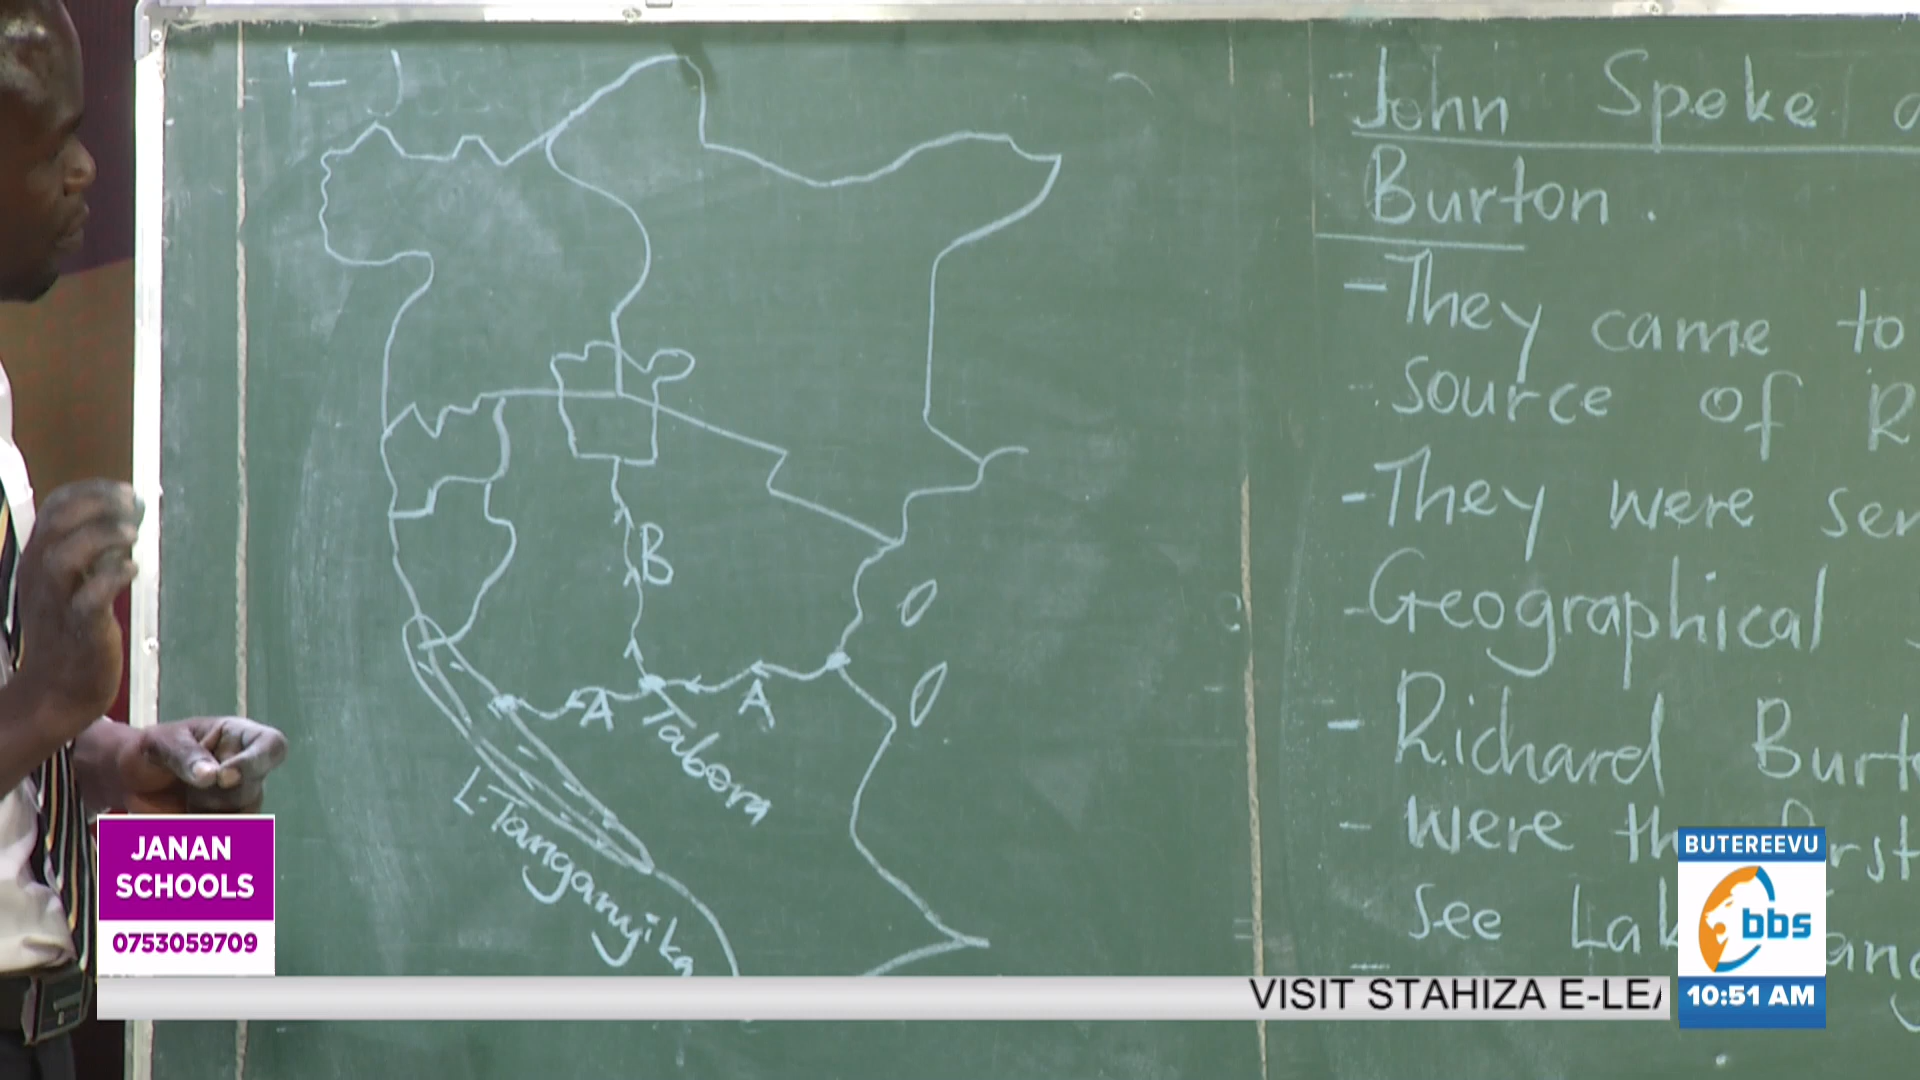 John Speke
Burton.
- They came to
source of R
- They were
- Geographical
- Richard
- were
see
B
A
A
Tabora
L. Tanganyika
JANAN
SCHOOLS
0753059709
VISIT STAHIZA
BUTEREEVU
bbs
10:51 AM